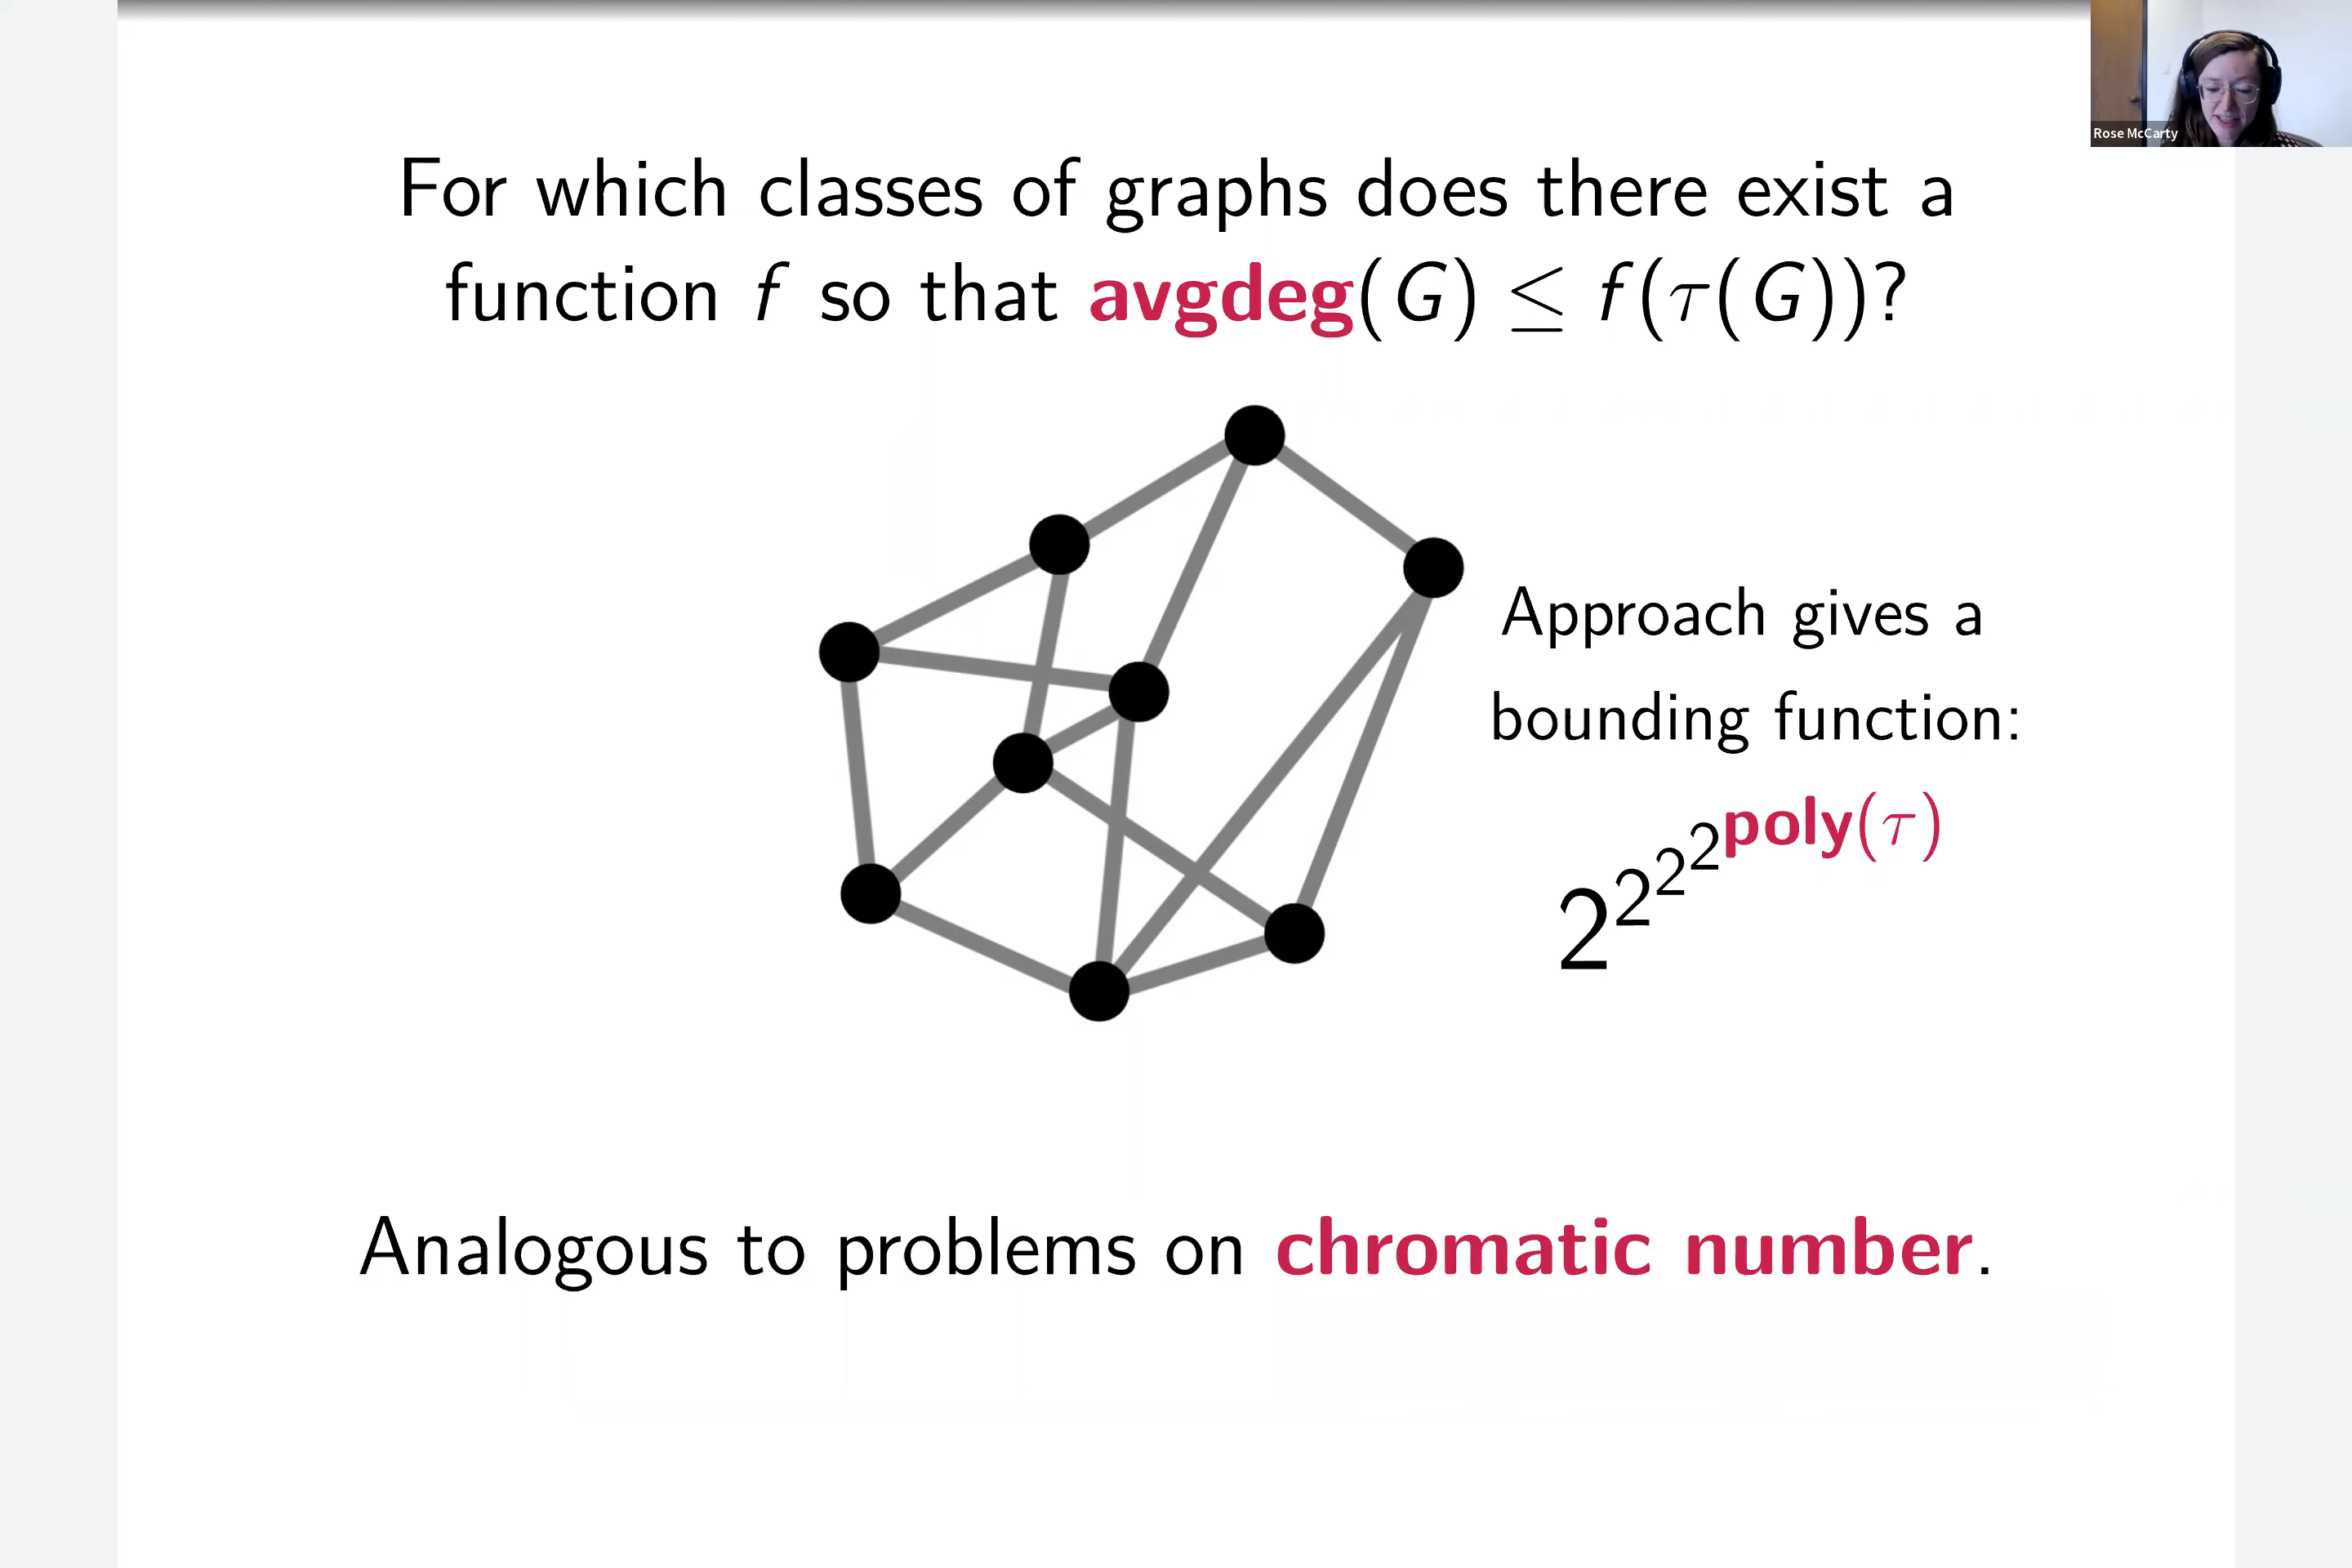 Rose McCarty
For which classes of graphs does there exist a
function f so that avgdeg(G) ≤ f(τ(G))?
Approach gives a
bounding function:
2^2^2^2^poly(τ)
Analogous to problems on chromatic number.